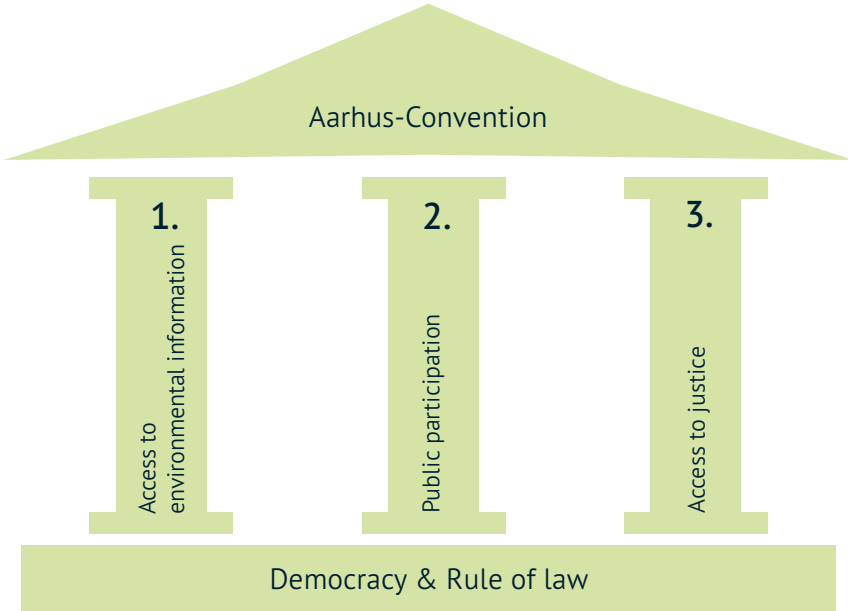 Aarhus-Convention
1.
Access to
environmental information
2.
Public participation
3.
Access to justice
Democracy & Rule of law